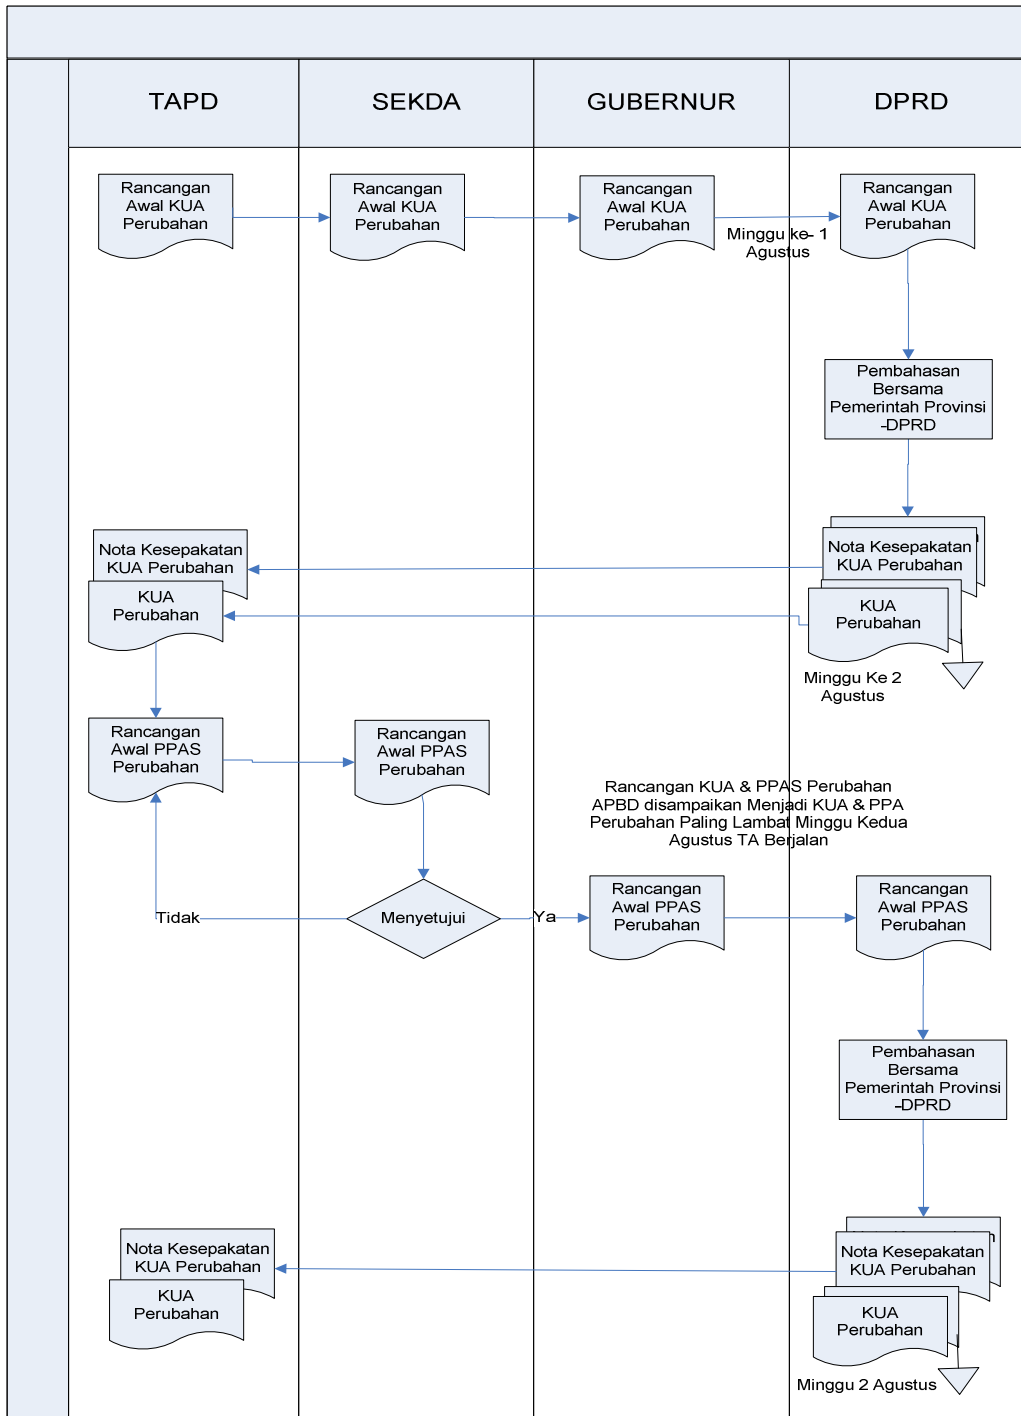 TAPD
SEKDA
GUBERNUR
DPRD
Rancangan
Awal KUA
Perubahan
Rancangan
Awal KUA
Perubahan
Rancangan
Awal KUA
Perubahan
Minggu ke- 1
Agustus
Rancangan
Awal KUA
Perubahan
Pembahasan
Bersama
Pemerintah Provinsi
-DPRD
Nota Kesepakatan
KUA Perubahan
KUA
Perubahan
Nota Kesepakatan
KUA Perubahan
KUA
Perubahan
Minggu Ke 2
Agustus
Rancangan
Awal PPAS
Perubahan
Rancangan
Awal PPAS
Perubahan
Rancangan KUA & PPAS Perubahan
APBD disampaikan Menjadi KUA & PPA
Perubahan Paling Lambat Minggu Kedua
Agustus TA Berjalan
Tidak
Menyetujui
Ya
Rancangan
Awal PPAS
Perubahan
Rancangan
Awal PPAS
Perubahan
Pembahasan
Bersama
Pemerintah Provinsi
-DPRD
Nota Kesepakatan
KUA Perubahan
KUA
Perubahan
Nota Kesepakatan
KUA Perubahan
KUA
Perubahan
Minggu 2 Agustus